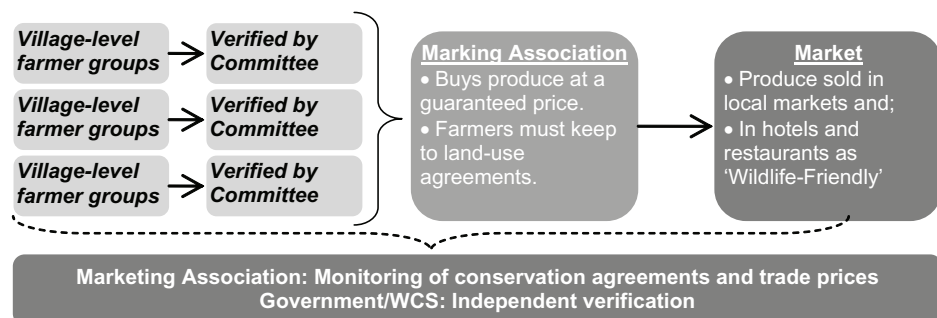 Village-level
farmer groups
Verified by
Committee
Village-level
farmer groups
Verified by
Committee
Village-level
farmer groups
Verified by
Committee
Marking Association
• Buys produce at a
guaranteed price.
• Farmers must keep
to land-use
agreements.
Market
• Produce sold in
local markets and;
• In hotels and
restaurants as
‘Wildlife-Friendly’
Marketing Association: Monitoring of conservation agreements and trade prices
Government/WCS: Independent verification